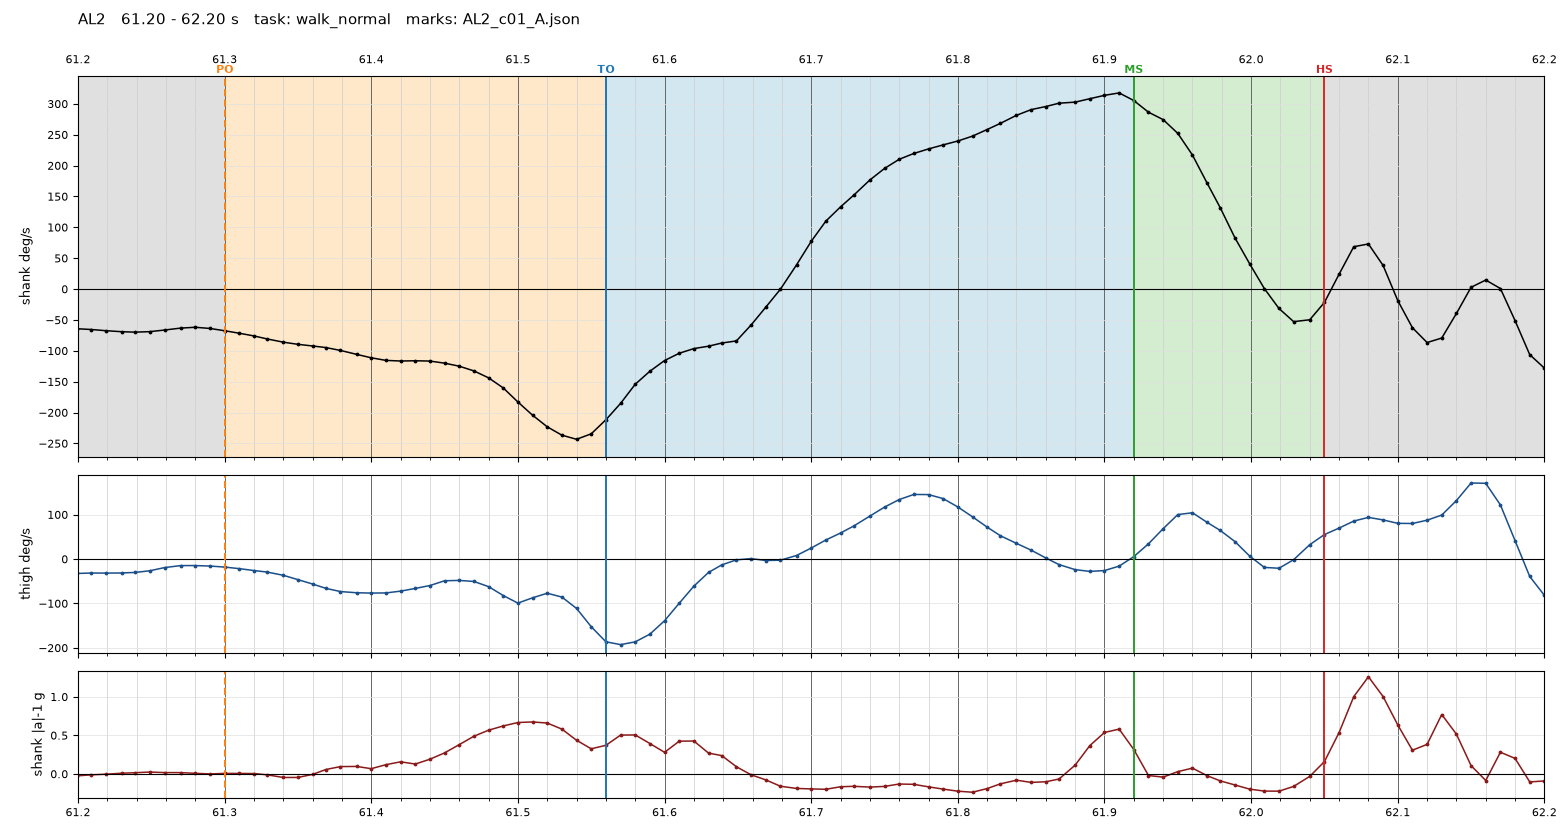 AL2   61.20 - 62.20 s   task: walk_normal   marks: AL2_c01_A.json
61.2 61.3 61.4 61.5 61.6 61.7 61.8 61.9 62.0 62.1 62.2
PO TO MS HS
shank deg/s
300
250
200
150
100
50
0
−50
−100
−150
−200
−250
thigh deg/s
100
0
−100
−200
shank |a|-1 g
1.0
0.5
0.0
61.2 61.3 61.4 61.5 61.6 61.7 61.8 61.9 62.0 62.1 62.2